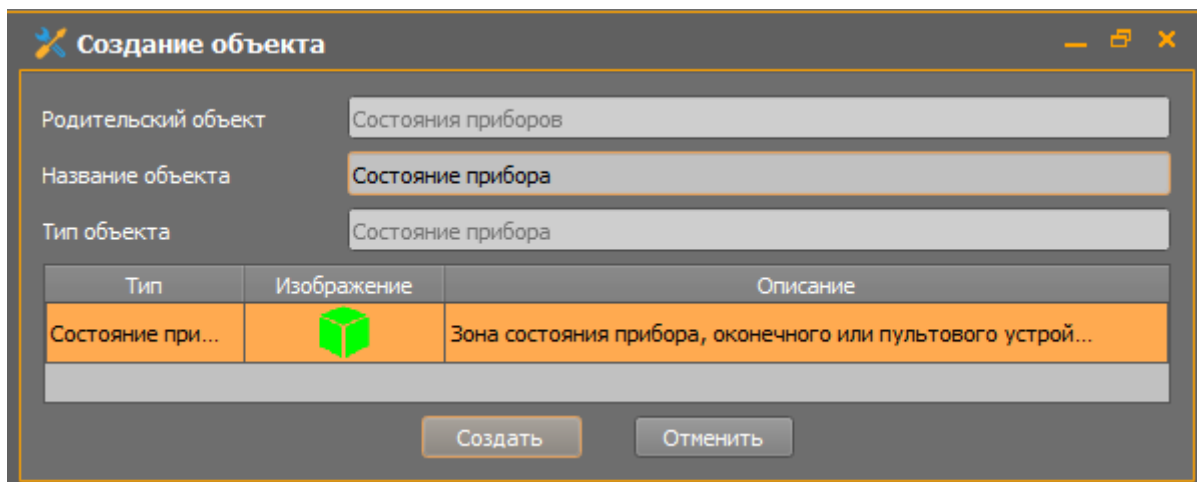 Создание объекта
Родительский объект Состояния приборов
Название объекта Состояние прибора
Тип объекта Состояние прибора
Тип Изображение Описание
Состояние при... Зона состояния прибора, оконечного или пультового устрой...
Создать Отменить